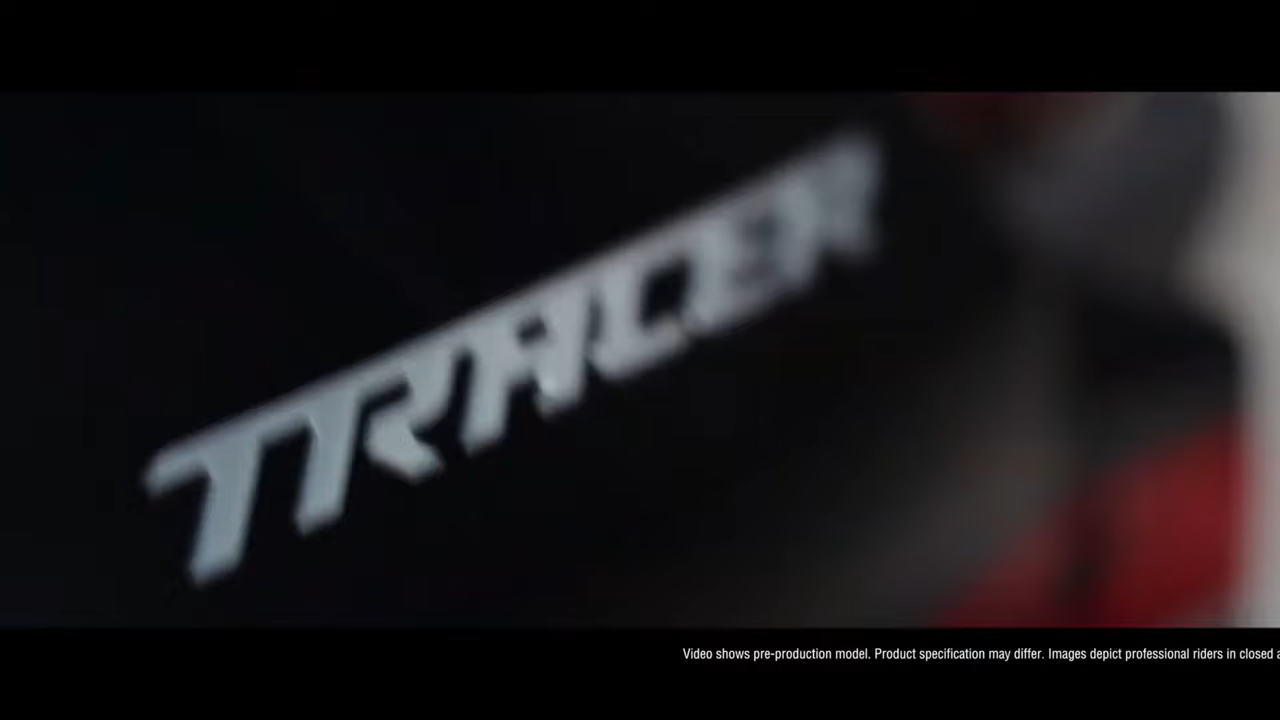 TRACER
Video shows pre-production model. Product specification may differ. Images depict professional riders in closed a